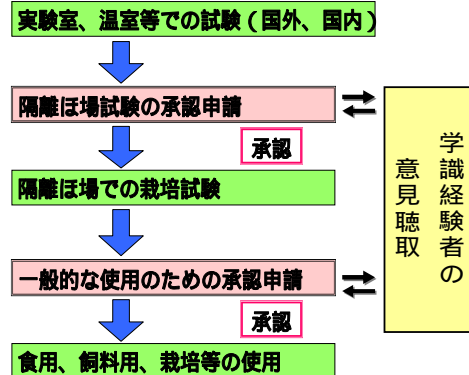 実験室、温室等での試験(国外、国内)
隔離ほ場試験の承認申請
承認
隔離ほ場での栽培試験
一般的な使用のための承認申請
承認
食用、飼料用、栽培等の使用
学識経験者の
意見聴取